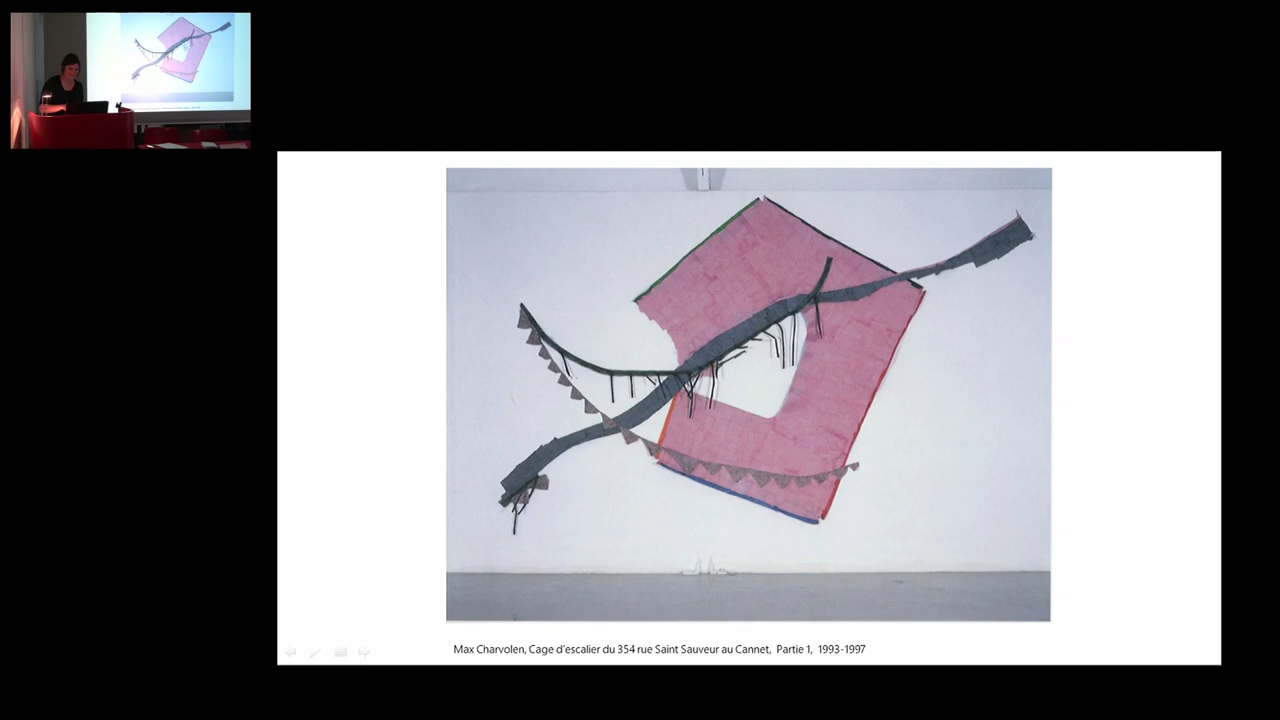 Max Charvolen, Cage d'escalier du 354 rue Saint Sauveur au Cannet, Partie 1, 1993-1997